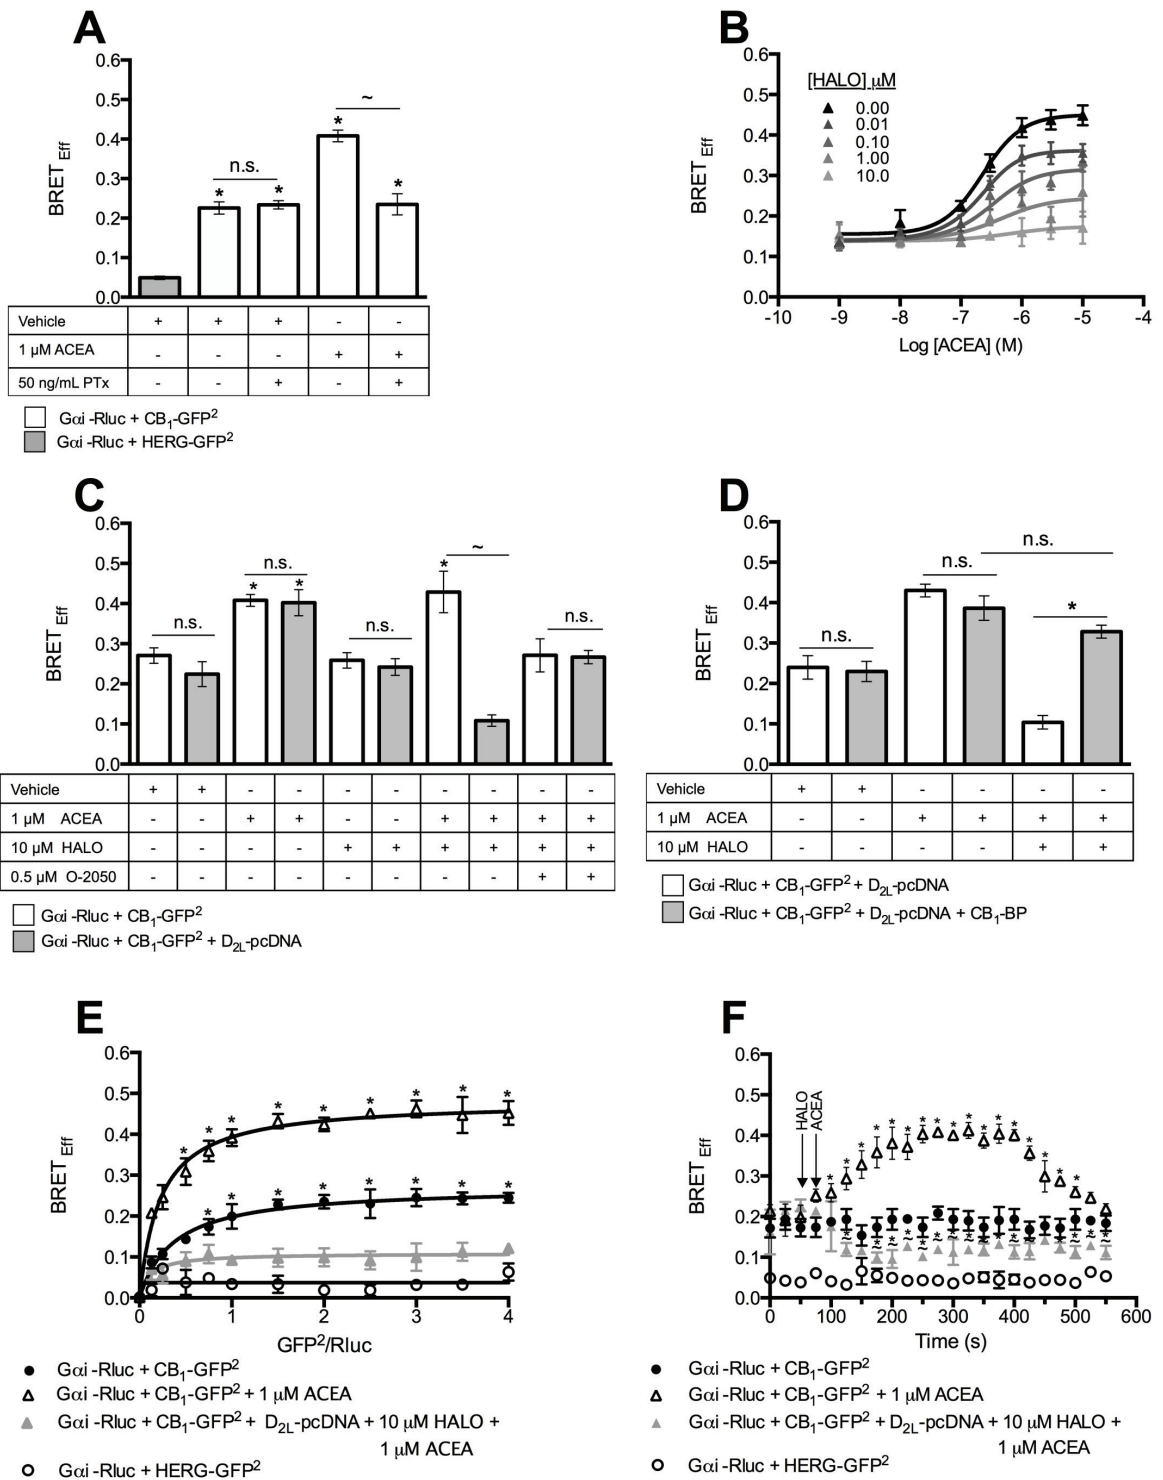 A
0.6
0.5
0.4
0.3
0.2
0.1
0.0
BRET Eff
n.s.
~
* * * *
Vehicle + + + - -
1 µM ACEA - - - + +
50 ng/mL PTx - - + - +
Gαi -Rluc + CB1-GFP²
Gαi -Rluc + HERG-GFP²
B
0.6
0.5
0.4
0.3
0.2
0.1
0.0
BRET Eff
[HALO] µM
0.00
0.01
0.10
1.00
10.0
-10 -9 -8 -7 -6 -5 -4
Log [ACEA] (M)
C
0.6
0.5
0.4
0.3
0.2
0.1
0.0
BRET Eff
n.s. n.s. n.s. ~ n.s.
* * *
Vehicle + + - - - - - - - -
1 µM ACEA - - + + - - + + + +
10 µM HALO - - - - + + + + + +
0.5 µM O-2050 - - - - - - - - + +
Gαi -Rluc + CB1-GFP²
Gαi -Rluc + CB1-GFP² + D2L-pcDNA
D
0.6
0.5
0.4
0.3
0.2
0.1
0.0
BRET Eff
n.s.
n.s. n.s. *
Vehicle + + - - - -
1 µM ACEA - - + + + +
10 µM HALO - - - - + +
Gαi -Rluc + CB1-GFP² + D2L-pcDNA
Gαi -Rluc + CB1-GFP² + D2L-pcDNA + CB1-BP
E
0.6
0.5
0.4
0.3
0.2
0.1
0.0
BRET Eff
* * * * * * * * *
* * * * * * * *
0 1 2 3 4
GFP²/Rluc
Gαi -Rluc + CB1-GFP²
Gαi -Rluc + CB1-GFP² + 1 µM ACEA
Gαi -Rluc + CB1-GFP² + D2L-pcDNA + 10 µM HALO +
1 µM ACEA
Gαi -Rluc + HERG-GFP²
F
0.6
0.5
0.4
0.3
0.2
0.1
0.0
BRET Eff
HALO
ACEA
0 100 200 300 400 500 600
Time (s)
Gαi -Rluc + CB1-GFP²
Gαi -Rluc + CB1-GFP² + 1 µM ACEA
Gαi -Rluc + CB1-GFP² + D2L-pcDNA + 10 µM HALO +
1 µM ACEA
Gαi -Rluc + HERG-GFP²